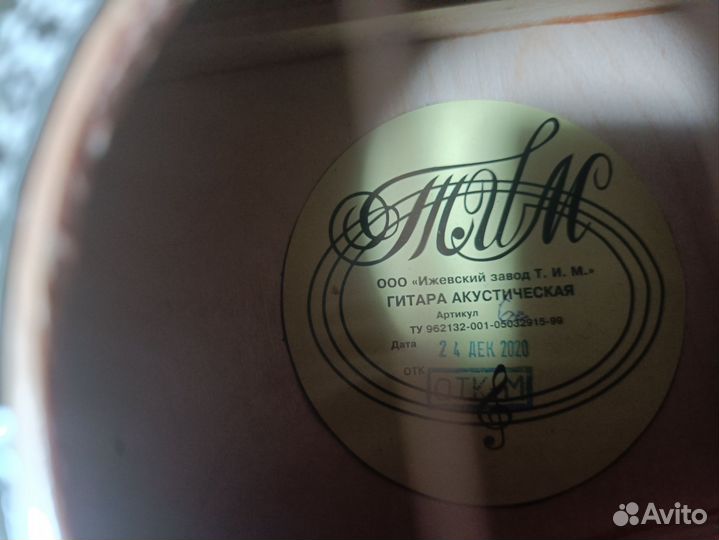 ТИМ
ООО «Ижевский завод Т. И. М.»
ГИТАРА АКУСТИЧЕСКАЯ
Артикул
ТУ 962132-001-05032915-99
Дата 24 ДЕК 2020
ОТК ОТК М
Avito